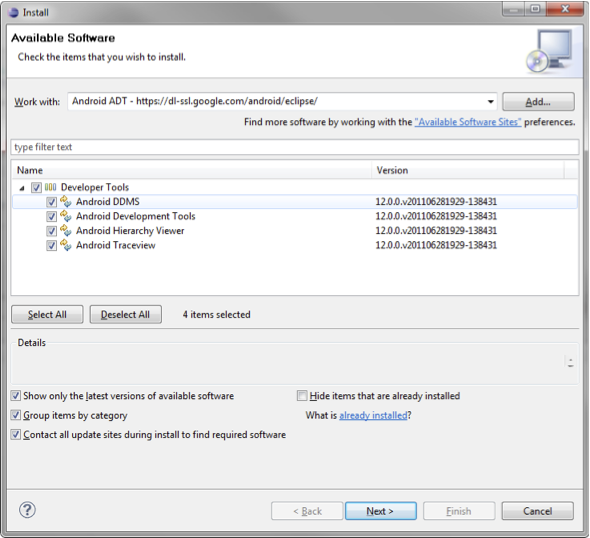 Install
Available Software
Check the items that you wish to install.
Work with: Android ADT - https://dl-ssl.google.com/android/eclipse/ Add...
Find more software by working with the "Available Software Sites" preferences.
type filter text
Name Version
Developer Tools
Android DDMS 12.0.0.v201106281929-138431
Android Development Tools 12.0.0.v201106281929-138431
Android Hierarchy Viewer 12.0.0.v201106281929-138431
Android Traceview 12.0.0.v201106281929-138431
Select All Deselect All 4 items selected
Details
Show only the latest versions of available software Hide items that are already installed
Group items by category What is already installed?
Contact all update sites during install to find required software
? < Back Next > Finish Cancel